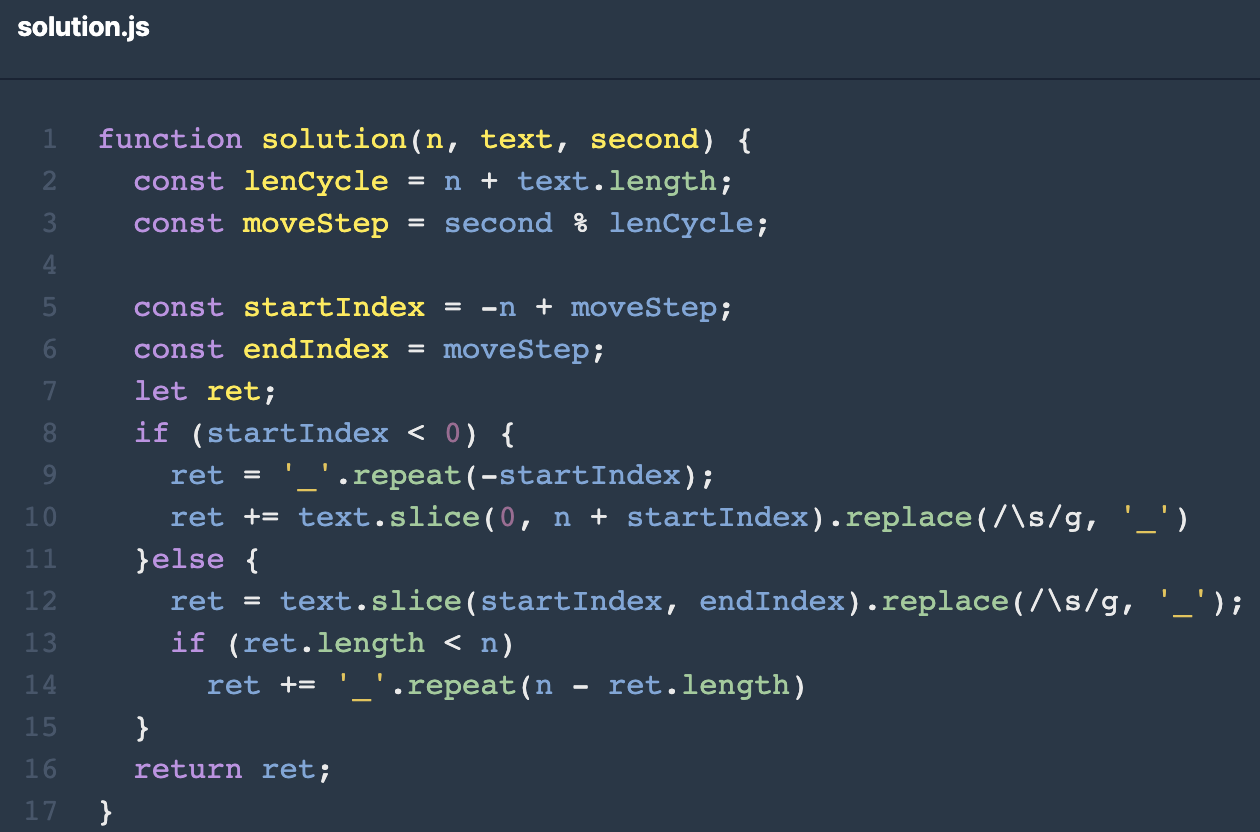 solution.js
1 function solution(n, text, second) {
2   const lenCycle = n + text.length;
3   const moveStep = second % lenCycle;
4
5   const startIndex = -n + moveStep;
6   const endIndex = moveStep;
7   let ret;
8   if (startIndex < 0) {
9     ret = '_'.repeat(-startIndex);
10     ret += text.slice(0, n + startIndex).replace(/\s/g, '_')
11   }else {
12     ret = text.slice(startIndex, endIndex).replace(/\s/g, '_');
13     if (ret.length < n)
14       ret += '_'.repeat(n - ret.length)
15   }
16   return ret;
17 }